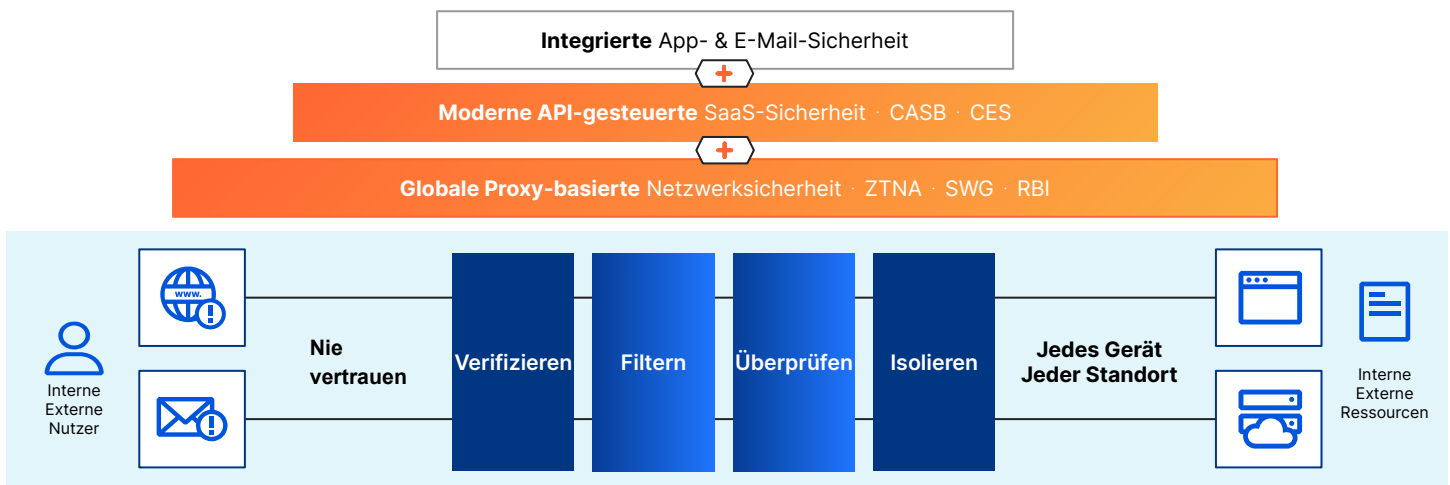 Integrierte App- & E-Mail-Sicherheit
Moderne API-gesteuerte SaaS-Sicherheit · CASB · CES
Globale Proxy-basierte Netzwerksicherheit · ZTNA · SWG · RBI
www.
Interne
Externe
Nutzer
Nie
vertrauen
Verifizieren
Filtern
Überprüfen
Isolieren
Jedes Gerät
Jeder Standort
Interne
Externe
Ressourcen